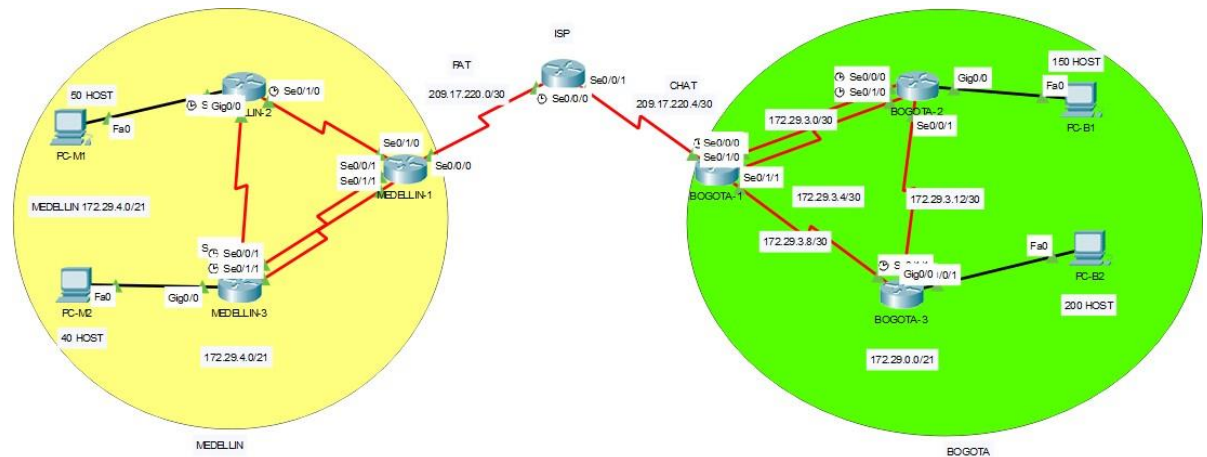 ISP
PAT
209.17.220.0/30
Se0/0/1
Se0/0/0
CHAT
209.17.220.4/30
50 HOST
Gig0/0
Se0/1/0
LLIN-2
Fa0
PC-M1
Se0/1/0
Se0/0/1
Se0/1/1
Se0/0/0
MEDELLIN-1
MEDELLIN 172.29.4.0/21
Se0/0/1
Se0/1/1
Fa0
Gig0/0
PC-M2
MEDELLIN-3
40 HOST
172.29.4.0/21
MEDELLIN
Se0/0/0
Se0/1/0
Gig0/0
150 HOST
Fa0
BOGOTA-2
PC-B1
172.29.3.0/30
Se0/0/1
Se0/0/0
Se0/1/0
Se0/1/1
BOGOTA-1
172.29.3.4/30
172.29.3.12/30
172.29.3.8/30
Fa0
Gig0/0
/0/1
PC-B2
BOGOTA-3
200 HOST
172.29.0.0/21
BOGOTA